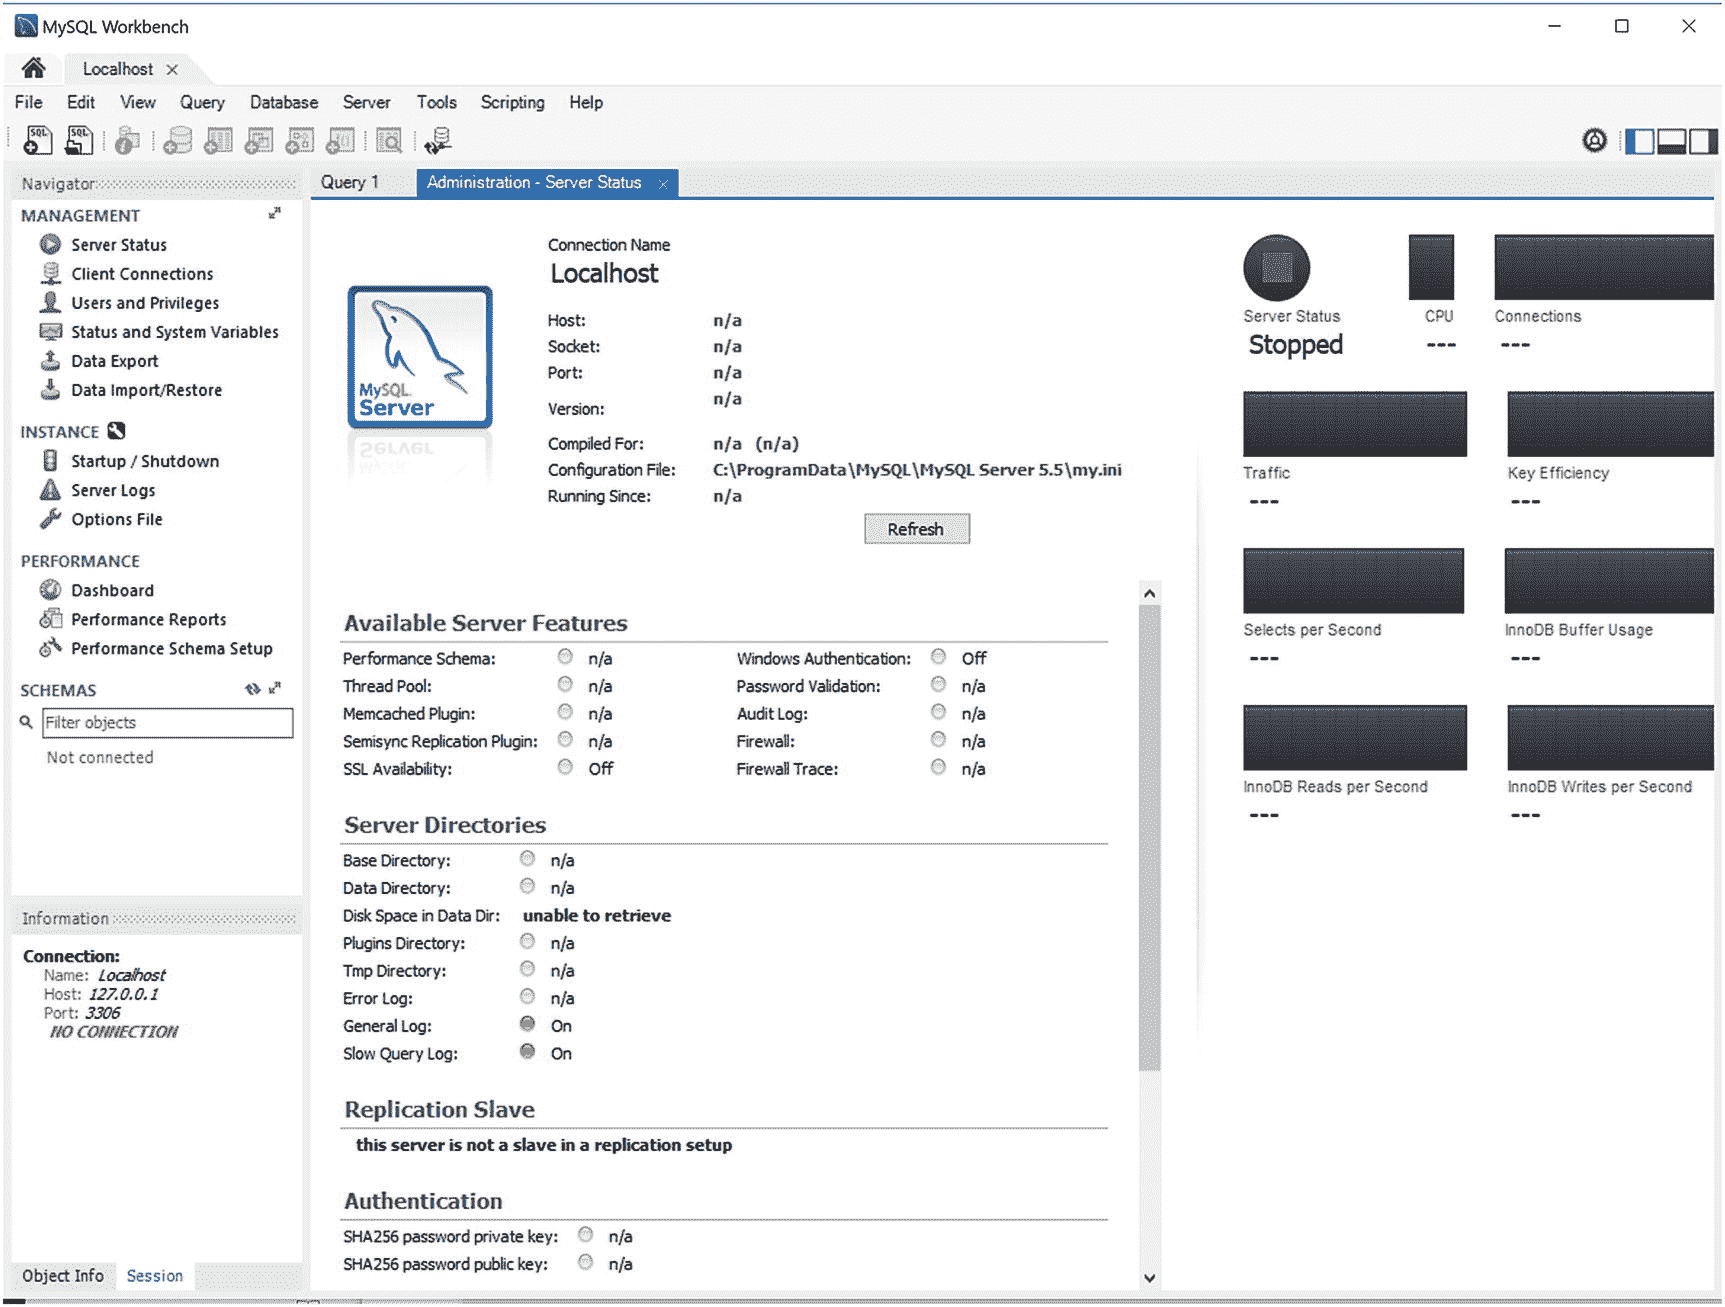 MySQL Workbench
Localhost
File Edit View Query Database Server Tools Scripting Help
SQL SQL
Navigator
MANAGEMENT
Server Status
Client Connections
Users and Privileges
Status and System Variables
Data Export
Data Import/Restore
INSTANCE
Startup / Shutdown
Server Logs
Options File
PERFORMANCE
Dashboard
Performance Reports
Performance Schema Setup
SCHEMAS
Filter objects
Not connected
Information
Connection:
Name: Localhost
Host: 127.0.0.1
Port: 3306
NO CONNECTION
Object Info Session
Query 1 Administration - Server Status
MySQL
Server
Connection Name
Localhost
Host: n/a
Socket: n/a
Port: n/a
Version: n/a
Compiled For: n/a (n/a)
Configuration File: C:\ProgramData\MySQL\MySQL Server 5.5\my.ini
Running Since: n/a
Refresh
Available Server Features
Performance Schema: n/a Windows Authentication: Off
Thread Pool: n/a Password Validation: n/a
Memcached Plugin: n/a Audit Log: n/a
Semisync Replication Plugin: n/a Firewall: n/a
SSL Availability: Off Firewall Trace: n/a
Server Directories
Base Directory: n/a
Data Directory: n/a
Disk Space in Data Dir: unable to retrieve
Plugins Directory: n/a
Tmp Directory: n/a
Error Log: n/a
General Log: On
Slow Query Log: On
Replication Slave
this server is not a slave in a replication setup
Authentication
SHA256 password private key: n/a
SHA256 password public key: n/a
Server Status CPU Connections
Stopped --- ---
Traffic Key Efficiency
--- ---
Selects per Second InnoDB Buffer Usage
--- ---
InnoDB Reads per Second InnoDB Writes per Second
--- ---